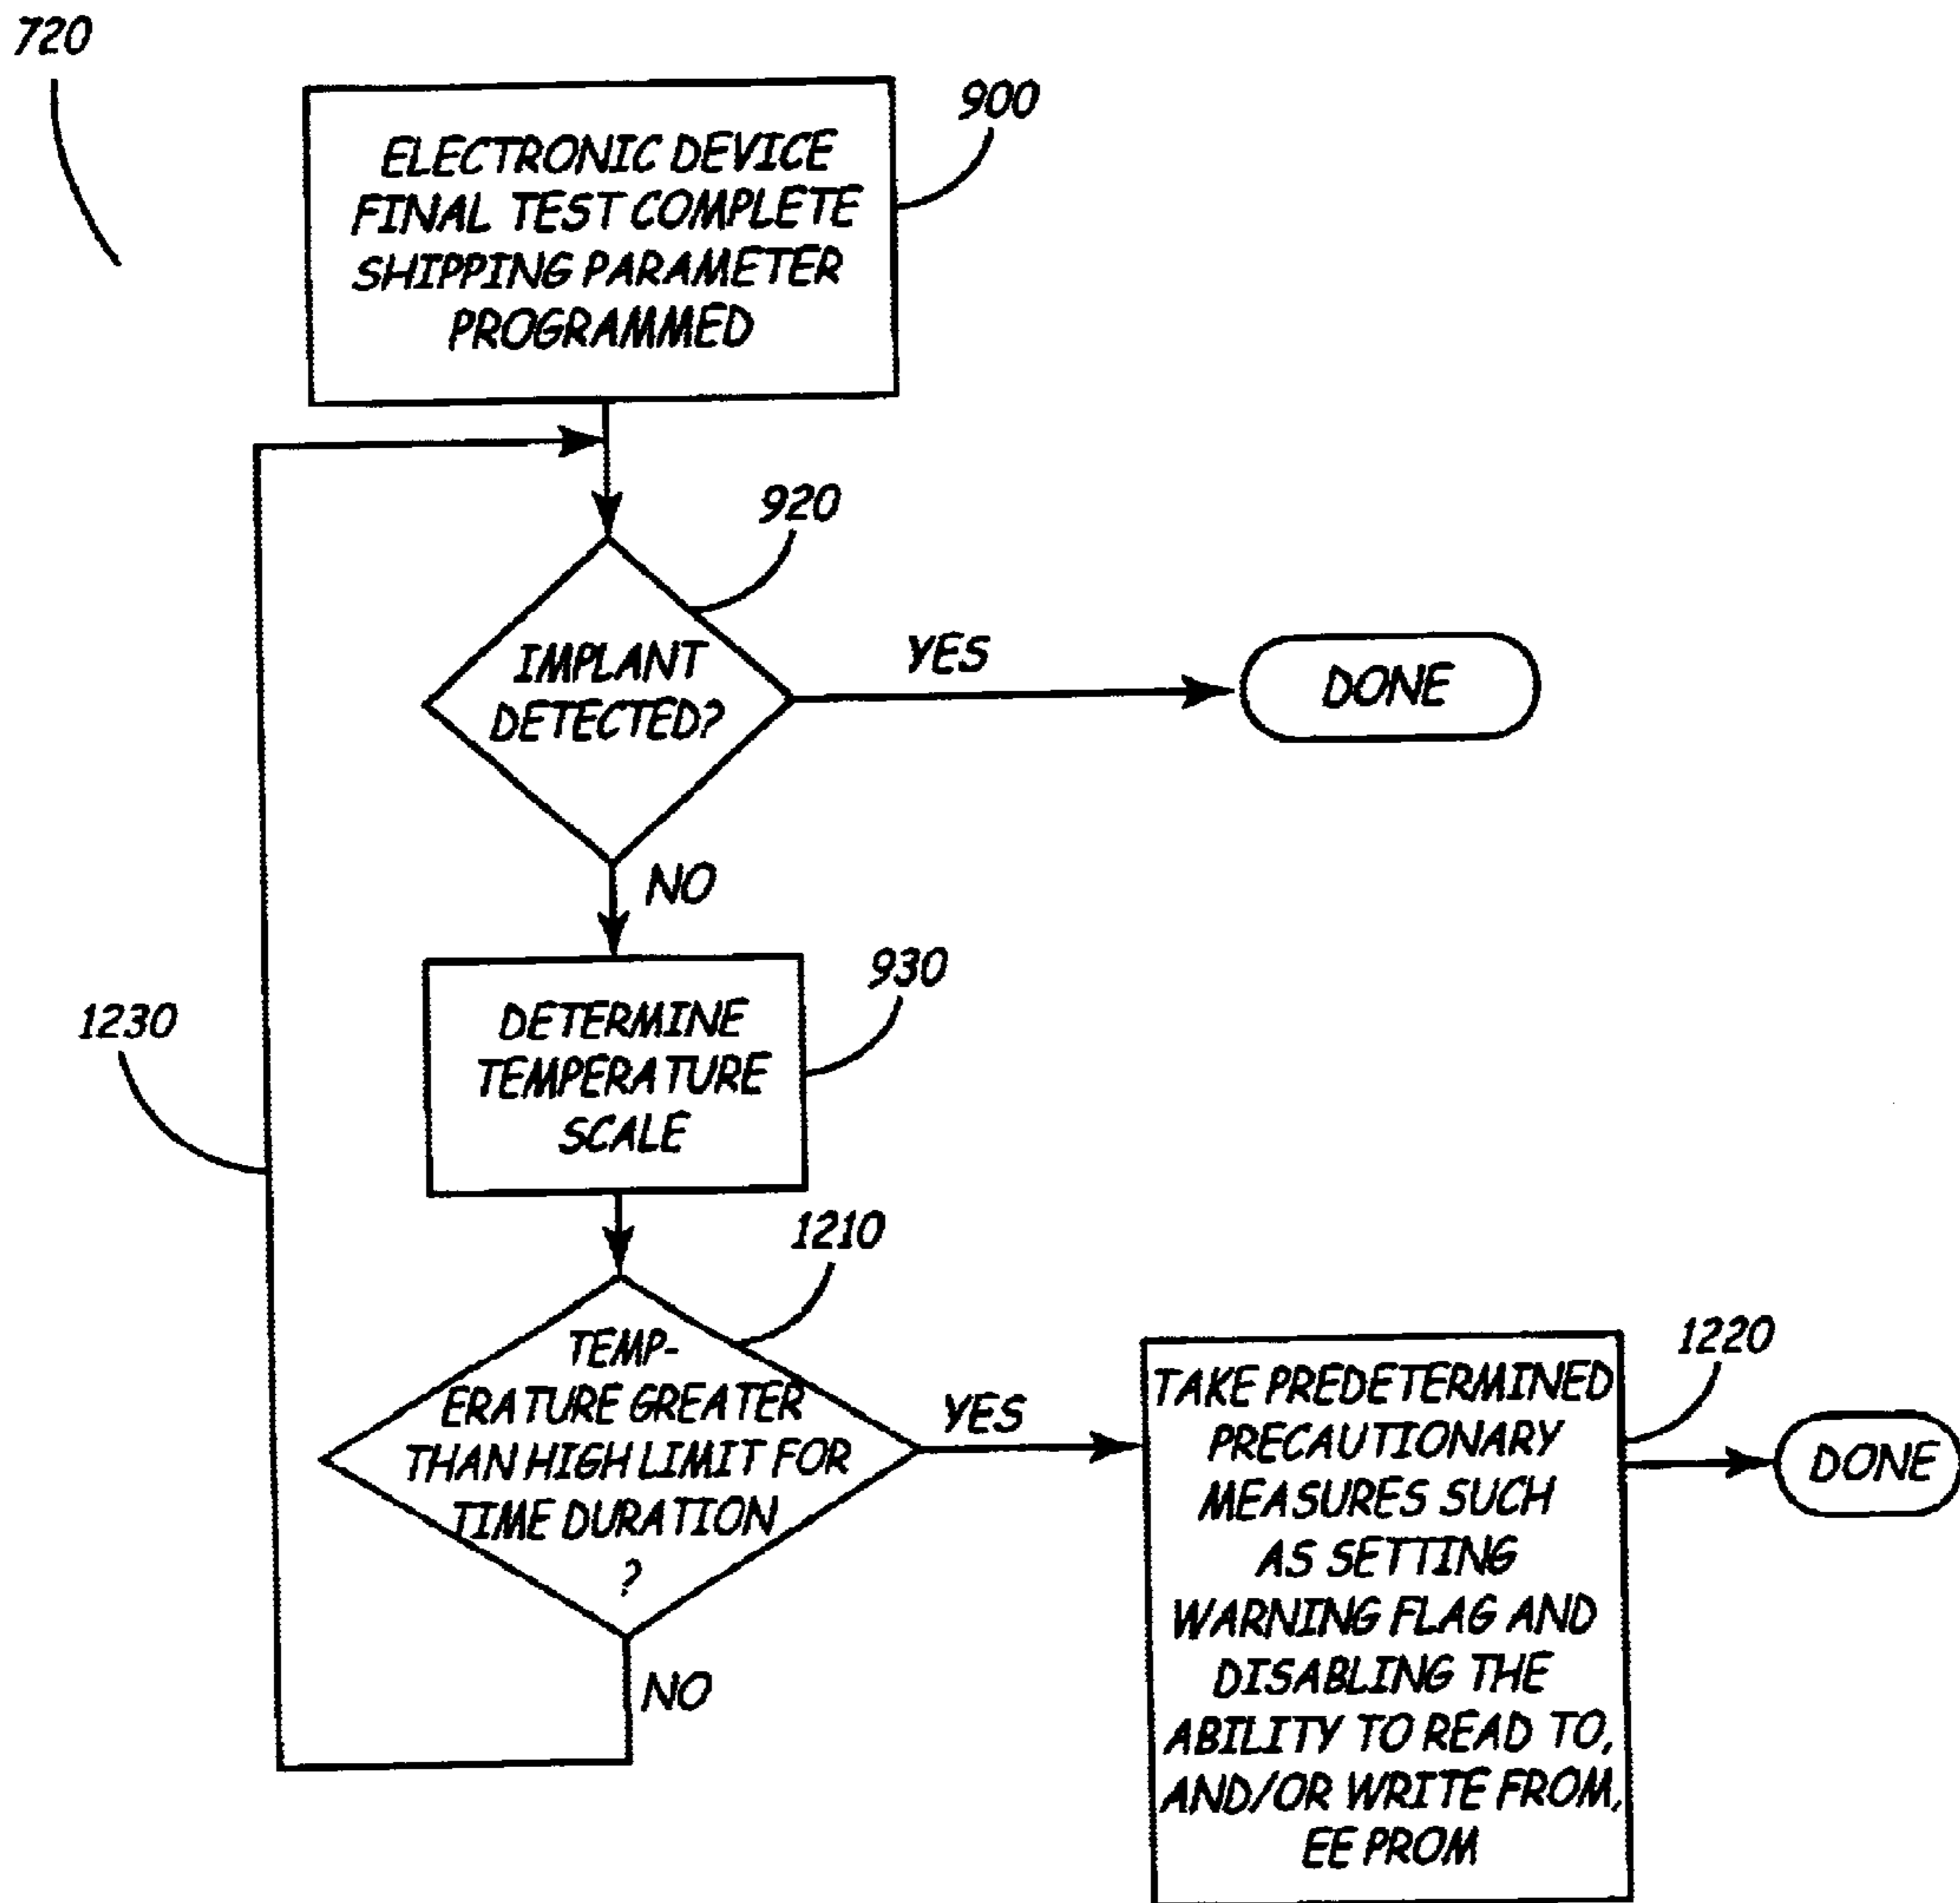 720
900
ELECTRONIC DEVICE
FINAL TEST COMPLETE
SHIPPING PARAMETER
PROGRAMMED
920
IMPLANT
DETECTED?
YES
DONE
NO
930
DETERMINE
TEMPERATURE
SCALE
1230
1210
TEMP-
ERATURE GREATER
THAN HIGH LIMIT FOR
TIME DURATION
?
YES
NO
1220
TAKE PREDETERMINED
PRECAUTIONARY
MEASURES SUCH
AS SETTING
WARNING FLAG AND
DISABLING THE
ABILITY TO READ TO,
AND/OR WRITE FROM,
EE PROM
DONE